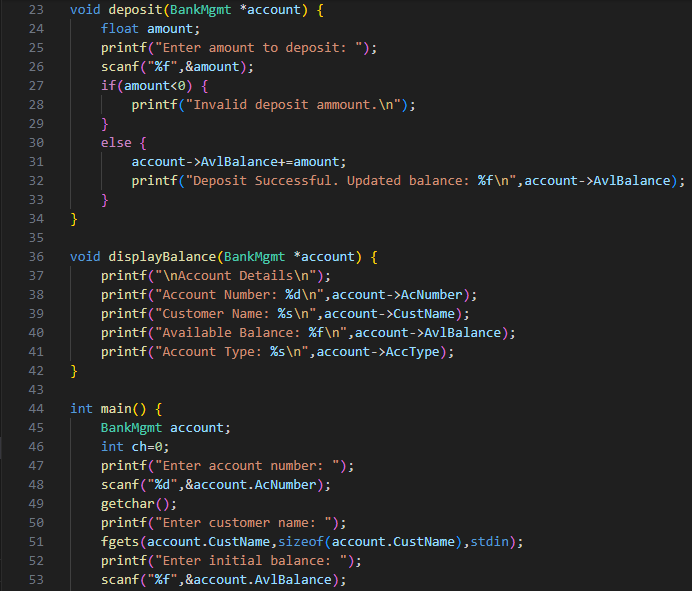 23 void deposit(BankMgmt *account) {
24     float amount;
25     printf("Enter amount to deposit: ");
26     scanf("%f",&amount);
27     if(amount<0) {
28         printf("Invalid deposit ammount.\n");
29     }
30     else {
31         account->AvlBalance+=amount;
32         printf("Deposit Successful. Updated balance: %f\n",account->AvlBalance);
33     }
34 }
35
36 void displayBalance(BankMgmt *account) {
37     printf("\nAccount Details\n");
38     printf("Account Number: %d\n",account->AcNumber);
39     printf("Customer Name: %s\n",account->CustName);
40     printf("Available Balance: %f\n",account->AvlBalance);
41     printf("Account Type: %s\n",account->AccType);
42 }
43
44 int main() {
45     BankMgmt account;
46     int ch=0;
47     printf("Enter account number: ");
48     scanf("%d",&account.AcNumber);
49     getchar();
50     printf("Enter customer name: ");
51     fgets(account.CustName,sizeof(account.CustName),stdin);
52     printf("Enter initial balance: ");
53     scanf("%f",&account.AvlBalance);